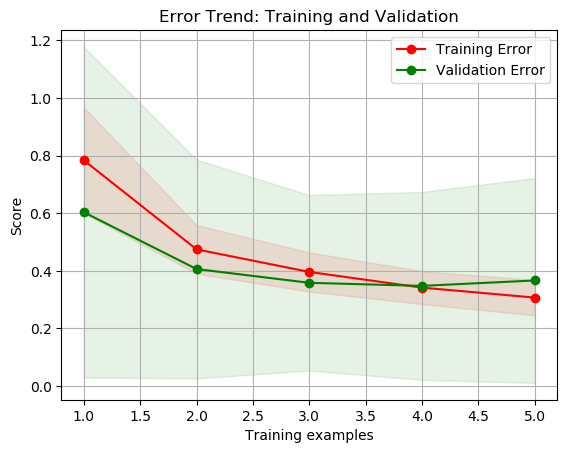 Error Trend: Training and Validation
Training Error
Validation Error
Score
1.2
1.0
0.8
0.6
0.4
0.2
0.0
1.0 1.5 2.0 2.5 3.0 3.5 4.0 4.5 5.0
Training examples